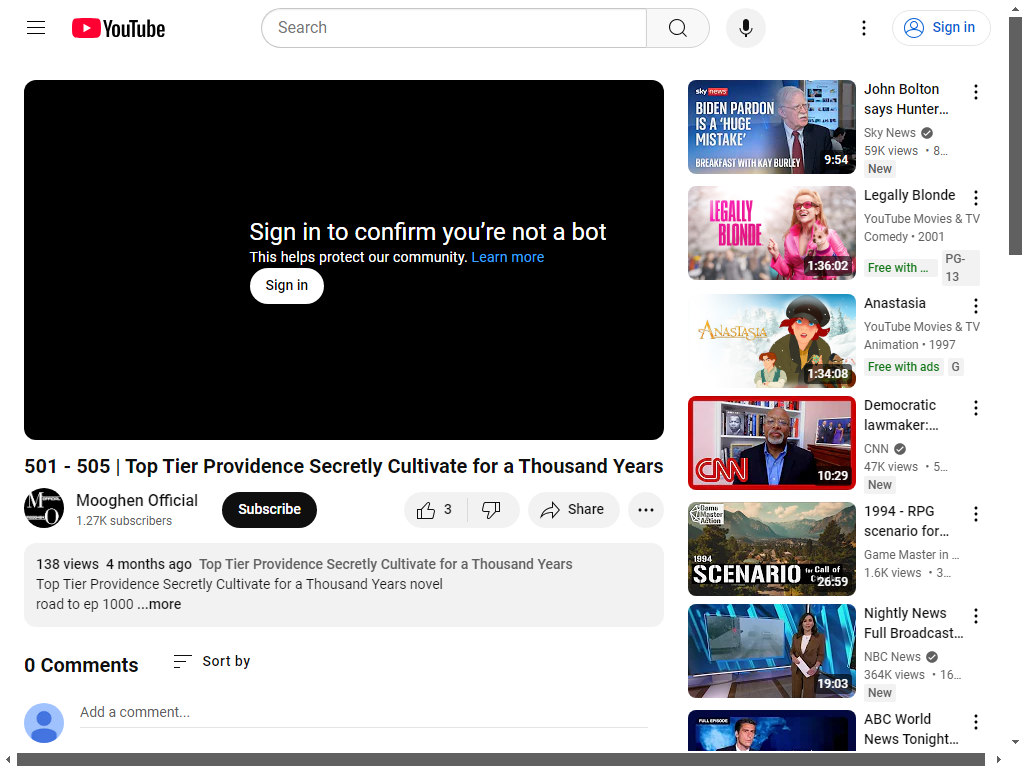 YouTube
Search
Sign in
Sign in to confirm you’re not a bot
This helps protect our community. Learn more
Sign in
501 - 505 | Top Tier Providence Secretly Cultivate for a Thousand Years
Mooghen Official
1.27K subscribers
Subscribe
3
Share
138 views 4 months ago Top Tier Providence Secretly Cultivate for a Thousand Years
Top Tier Providence Secretly Cultivate for a Thousand Years novel
road to ep 1000 ...more
0 Comments
Sort by
Add a comment...
sky news
BIDEN PARDON
IS A ‘HUGE
MISTAKE’
BREAKFAST WITH KAY BURLEY
9:54
John Bolton
says Hunter…
Sky News
59K views • 8…
New
LEGALLY
BLONDE
1:36:02
Legally Blonde
YouTube Movies & TV
Comedy • 2001
Free with …
PG-
13
ANASTASIA
1:34:08
Anastasia
YouTube Movies & TV
Animation • 1997
Free with ads
G
CNN
10:29
Democratic
lawmaker:…
CNN
47K views • 5…
New
Game
Master
Action
1994
SCENARIO for Call of
26:59
1994 - RPG
scenario for…
Game Master in …
1.6K views • 3…
19:03
Nightly News
Full Broadcast…
NBC News
364K views • 16…
New
FULL EPISODE
ABC World
News Tonight…